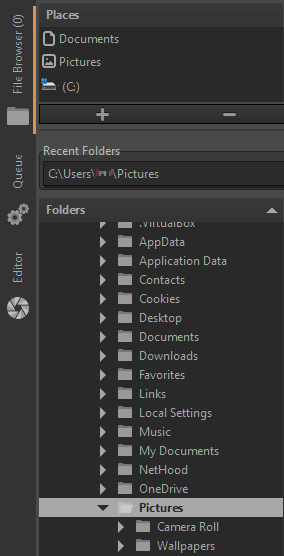 File Browser (0)
Queue
Editor
Places
Documents
Pictures
(C:)
Recent Folders
C:\Users\ \Pictures
Folders
.VirtualBox
AppData
Application Data
Contacts
Cookies
Desktop
Documents
Downloads
Favorites
Links
Local Settings
Music
My Documents
NetHood
OneDrive
Pictures
Camera Roll
Wallpapers